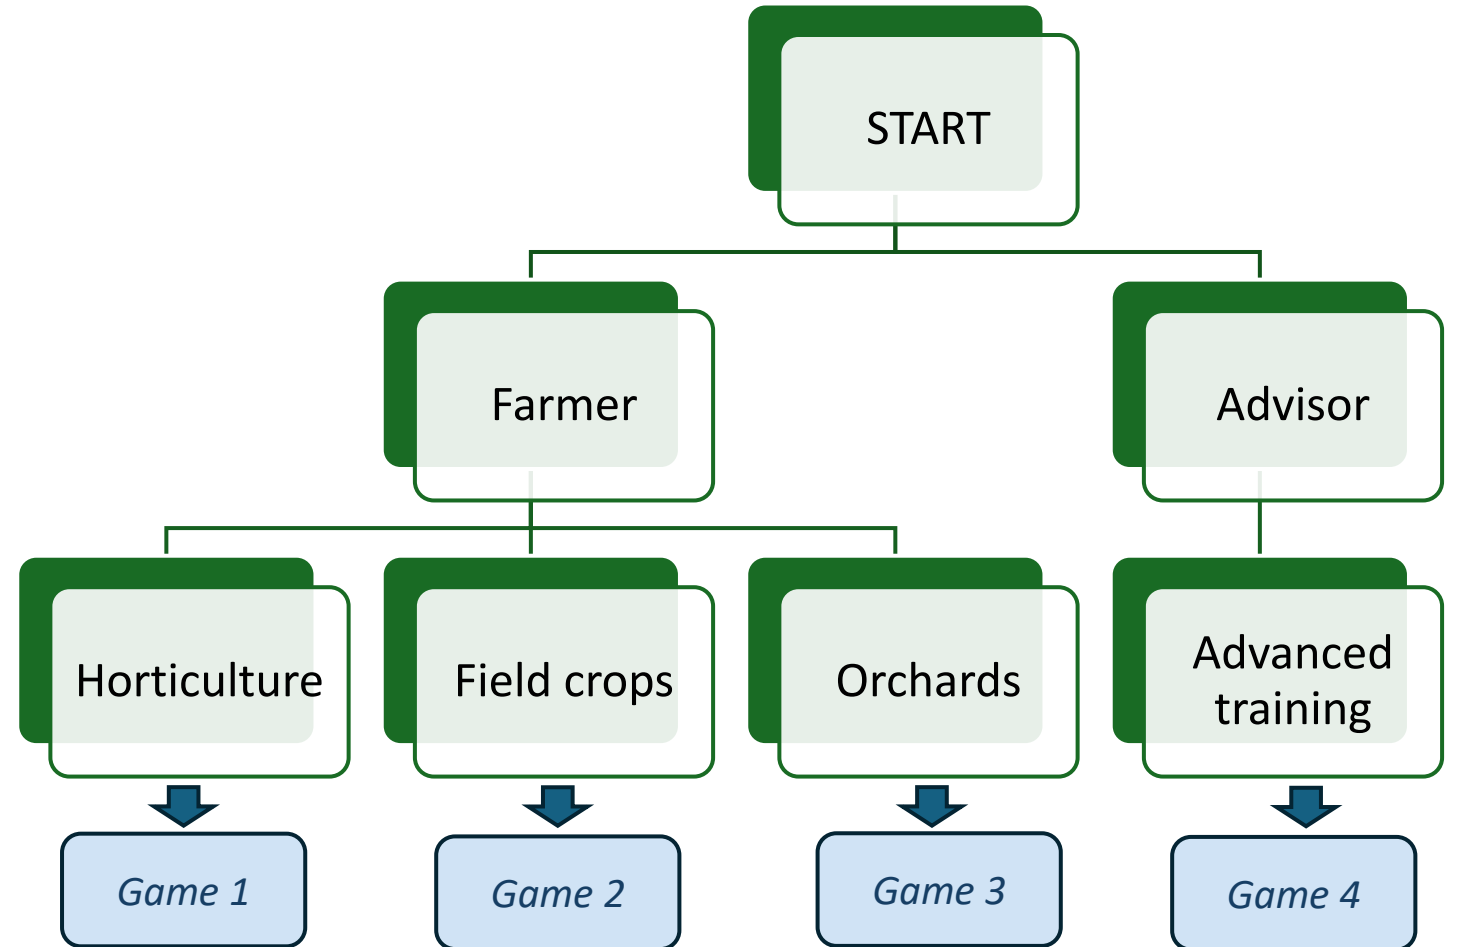 START
Farmer
Advisor
Horticulture
Field crops
Orchards
Advanced
training
Game 1
Game 2
Game 3
Game 4